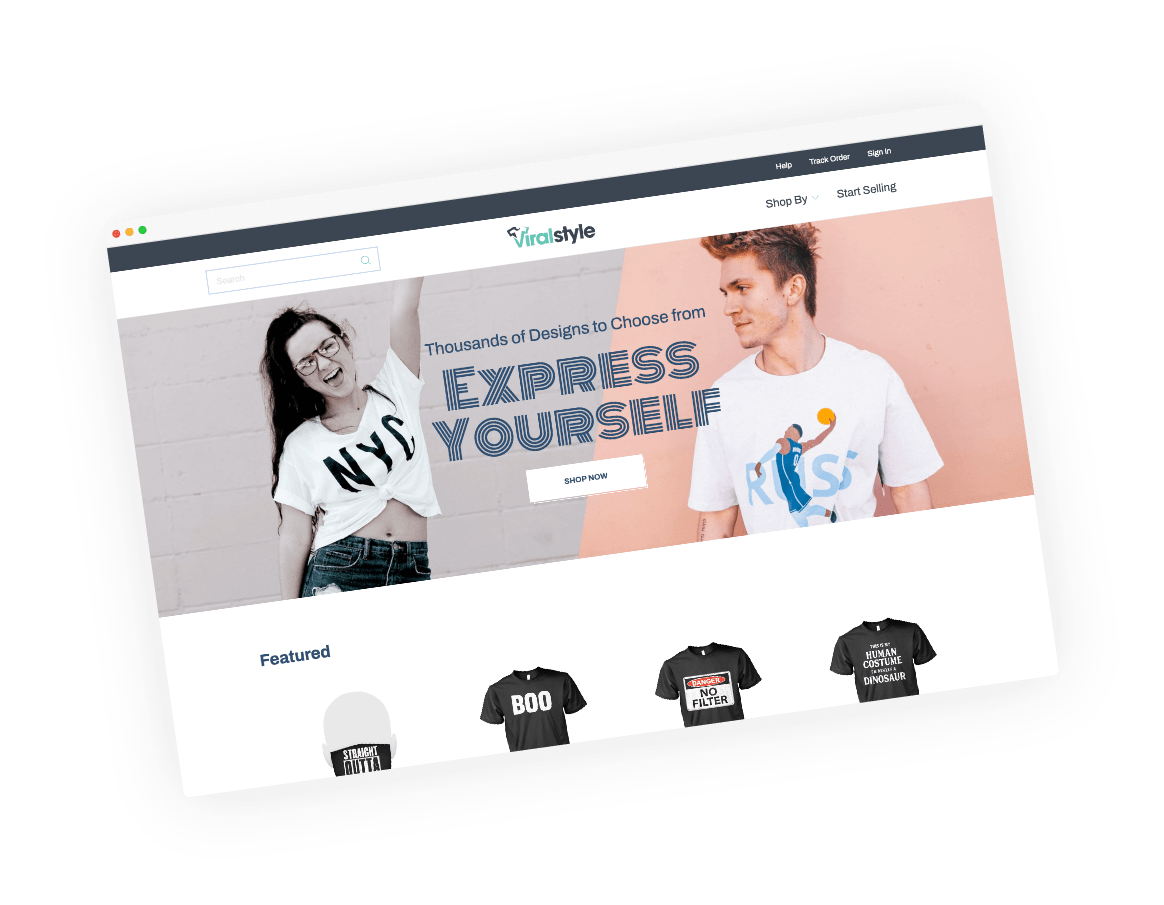 Help
Track Order
Sign In
Search
Viralstyle
Shop By
Start Selling
Thousands of Designs to Choose from
EXPRESS
YOURSELF
SHOP NOW
NYC
RUSS
0
Featured
STRAIGHT
OUTTA
BOO
DANGER
NO
FILTER
THIS IS MY
HUMAN
COSTUME
I'M REALLY A
DINOSAUR